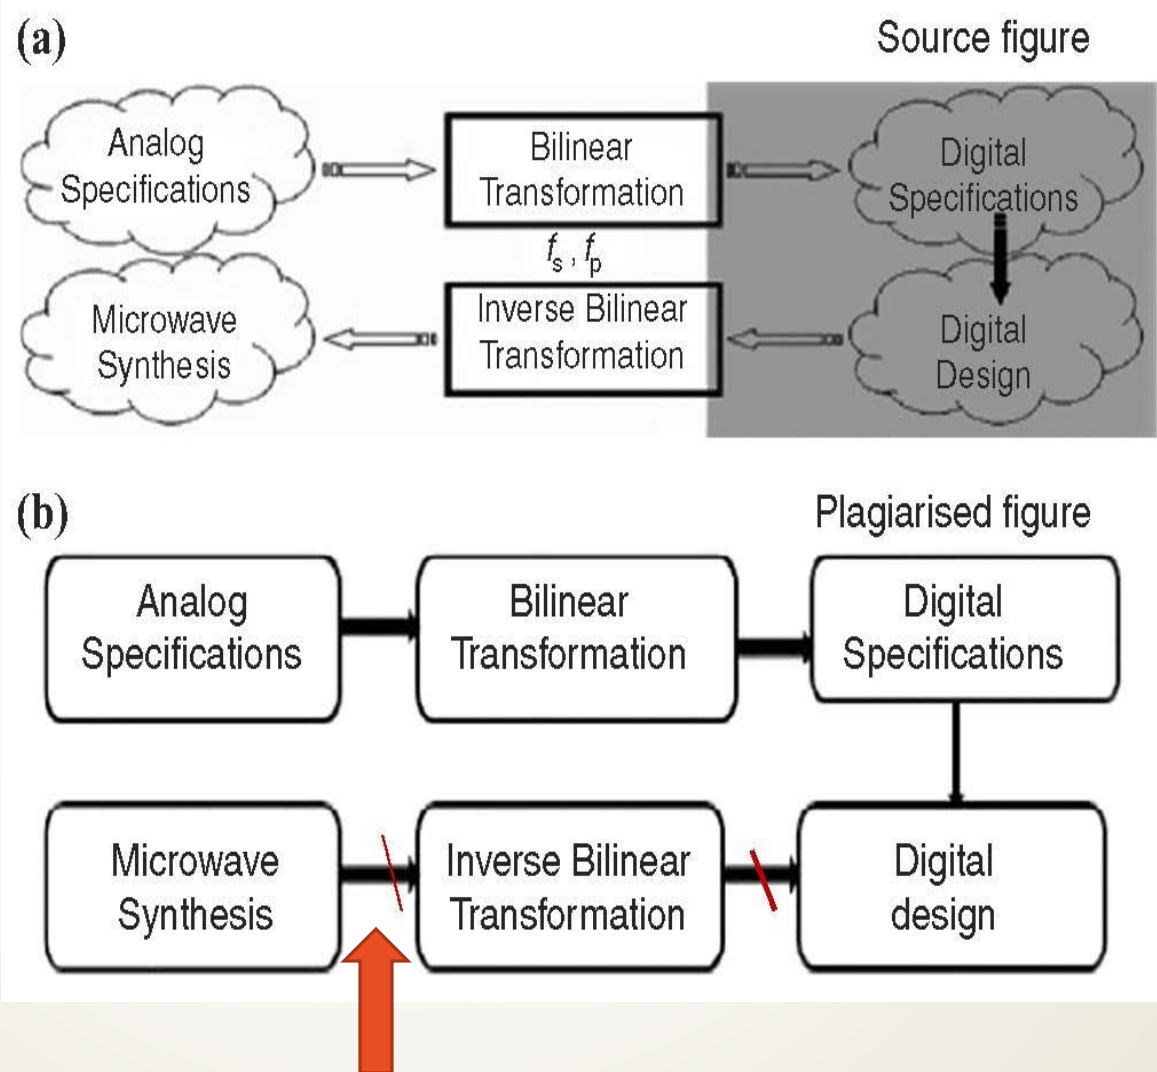 (a)
Source figure
Analog
Specifications
Bilinear
Transformation
Digital
Specifications
fs , fp
Microwave
Synthesis
Inverse Bilinear
Transformation
Digital
Design
(b)
Plagiarised figure
Analog
Specifications
Bilinear
Transformation
Digital
Specifications
Microwave
Synthesis
Inverse Bilinear
Transformation
Digital
design